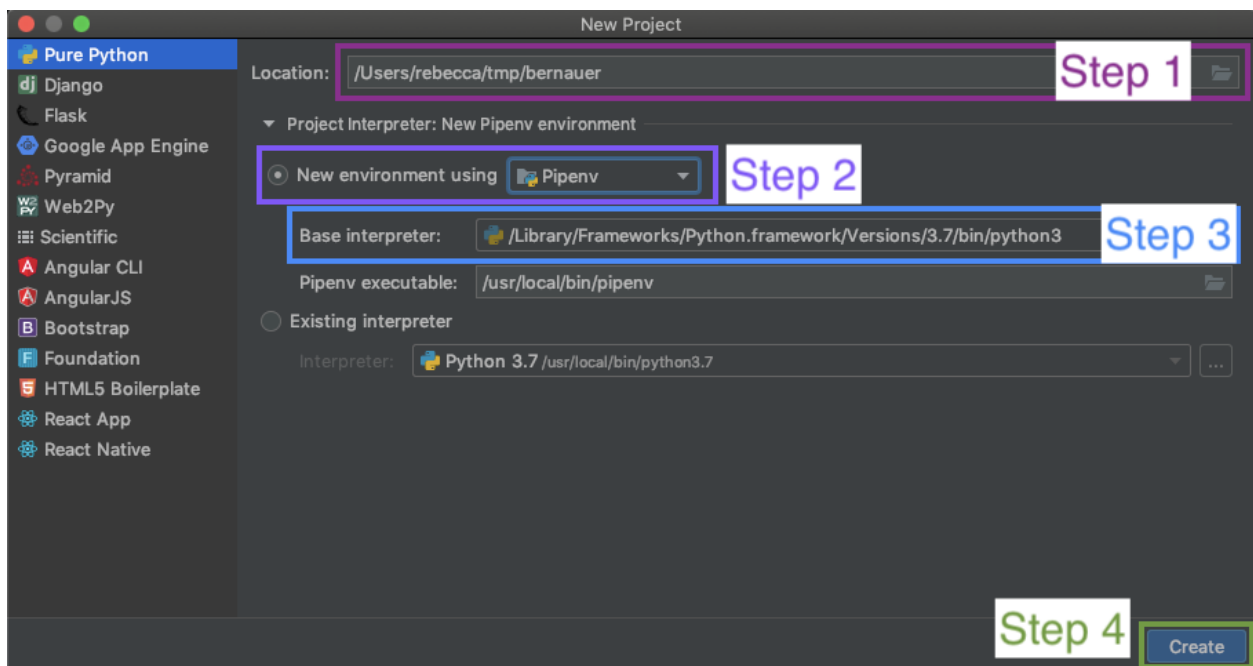 New Project
Pure Python
Django
Flask
Google App Engine
Pyramid
Web2Py
Scientific
Angular CLI
AngularJS
Bootstrap
Foundation
HTML5 Boilerplate
React App
React Native
Location: /Users/rebecca/tmp/bernauer
Step 1
Project Interpreter: New Pipenv environment
New environment using Pipenv
Step 2
Base interpreter: /Library/Frameworks/Python.framework/Versions/3.7/bin/python3
Step 3
Pipenv executable: /usr/local/bin/pipenv
Existing interpreter
Interpreter: Python 3.7 /usr/local/bin/python3.7 ...
Step 4
Create